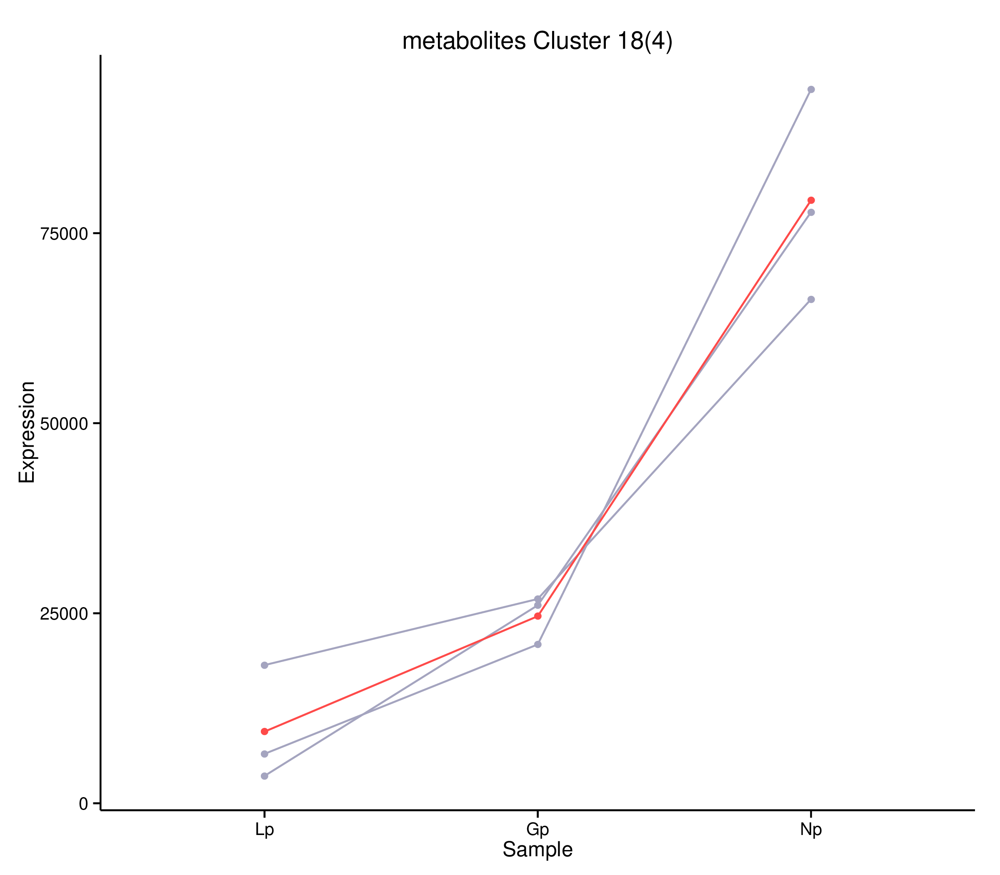 metabolites Cluster 18(4)
75000
50000
25000
0
Expression
Lp Gp Np
Sample